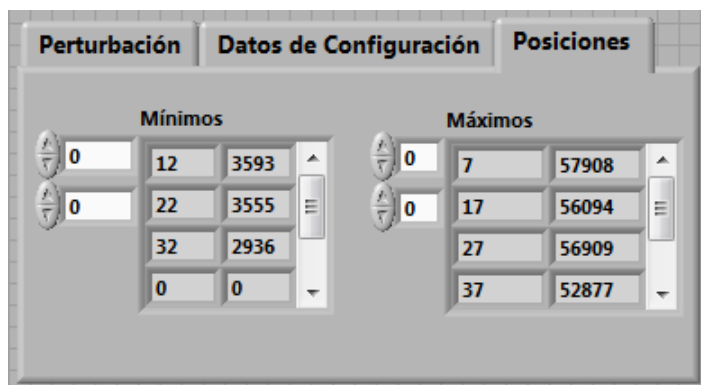 Perturbación Datos de Configuración Posiciones
Mínimos Máximos
0 12 3593 0 7 57908
0 22 3555 0 17 56094
32 2936 27 56909
0 0 37 52877